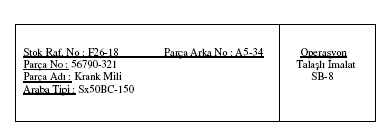 Stok Raf. No : F26-18 Parça Arka No : A5-34
Parça No : 56790-321
Parça Adı : Krank Mili
Araba Tipi : Sx50BC-150
Operasyon
Talaşlı İmalat
SB-8